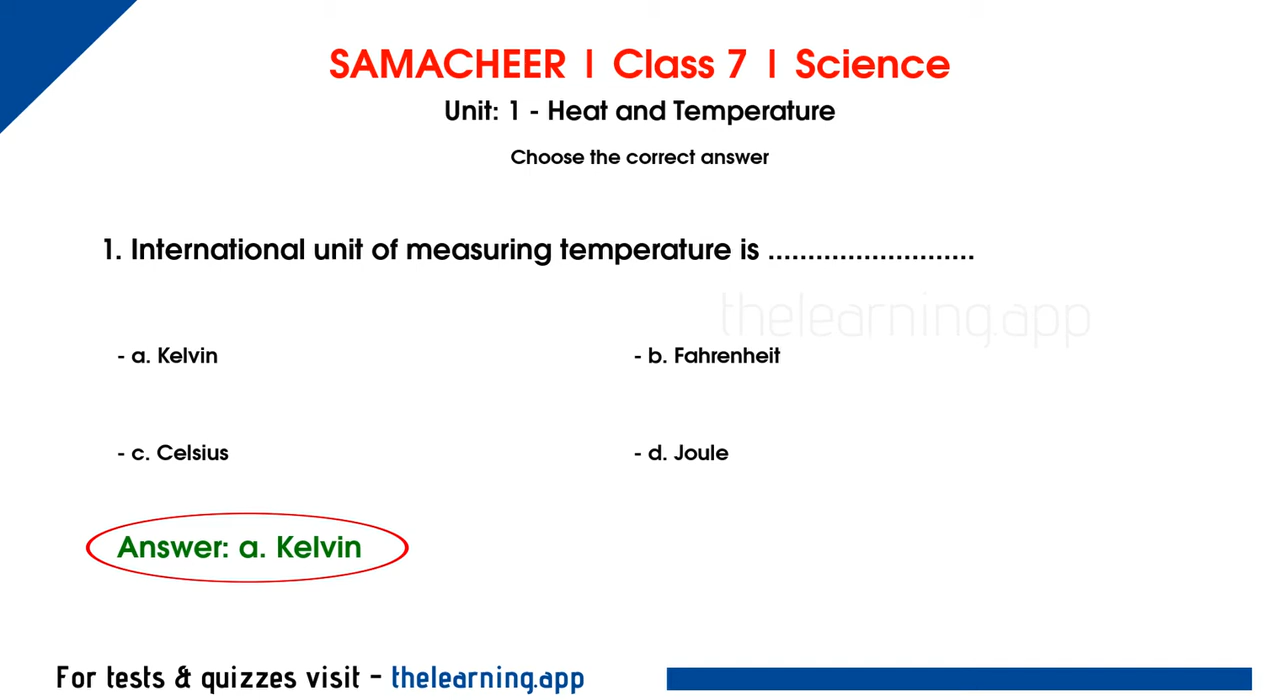 SAMACHEER | Class 7 | Science
Unit: 1 - Heat and Temperature
Choose the correct answer
1. International unit of measuring temperature is ..........................
thelearning.app
- a. Kelvin
- b. Fahrenheit
- c. Celsius
- d. Joule
Answer: a. Kelvin
For tests & quizzes visit - thelearning.app